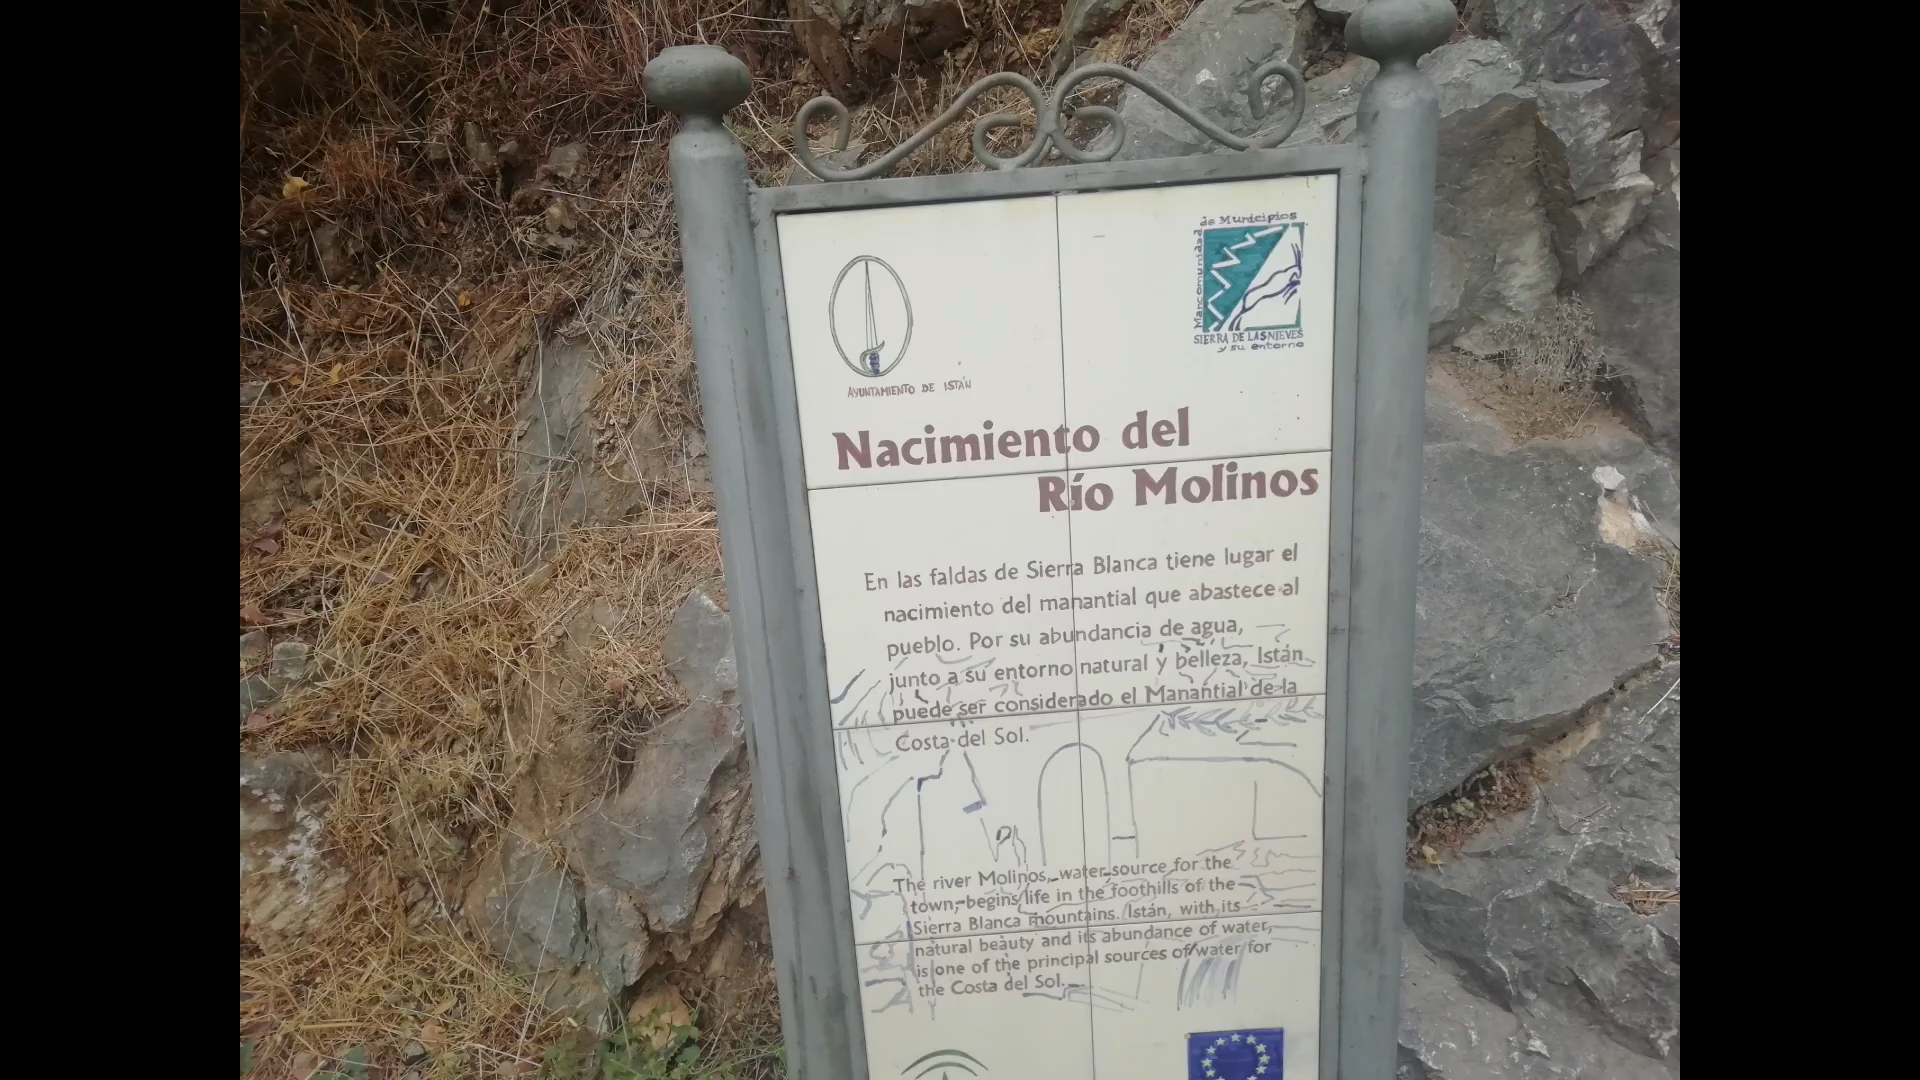 de Municipios
Mancomunidad
SIERRA DE LAS NIEVES
y su entorno
AYUNTAMIENTO DE ISTÁN
Nacimiento del
Río Molinos
En las faldas de Sierra Blanca tiene lugar el
nacimiento del manantial que abastece al
pueblo. Por su abundancia de agua,
junto a su entorno natural y belleza, Istán
puede ser considerado el Manantial de la
Costa del Sol.
The river Molinos, water source for the
town, begins life in the foothills of the
Sierra Blanca mountains. Istán, with its
natural beauty and its abundance of water,
is one of the principal sources of water for
the Costa del Sol.